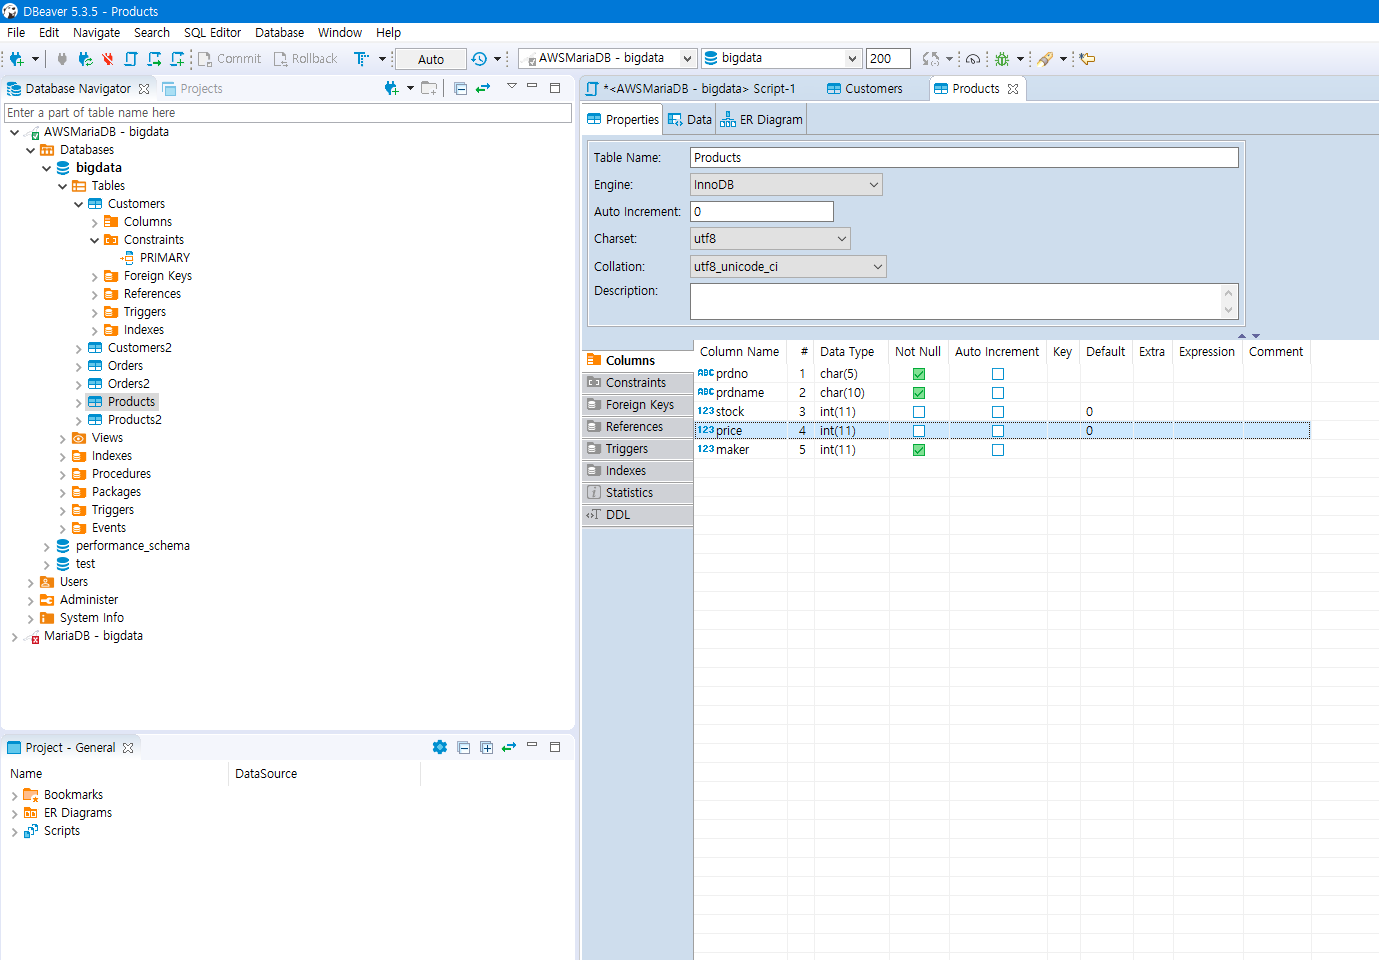 DBeaver 5.3.5 - Products
File Edit Navigate Search SQL Editor Database Window Help
Commit Rollback Auto AWSMariaDB - bigdata bigdata 200
Database Navigator Projects
Enter a part of table name here
AWSMariaDB - bigdata
Databases
bigdata
Tables
Customers
Columns
Constraints
PRIMARY
Foreign Keys
References
Triggers
Indexes
Customers2
Orders
Orders2
Products
Products2
Views
Indexes
Procedures
Packages
Triggers
Events
performance_schema
test
Users
Administer
System Info
MariaDB - bigdata
Project - General
Name DataSource
Bookmarks
ER Diagrams
Scripts
*<AWSMariaDB - bigdata> Script-1 Customers Products
Properties Data ER Diagram
Table Name: Products
Engine: InnoDB
Auto Increment: 0
Charset: utf8
Collation: utf8_unicode_ci
Description:
Columns
Constraints
Foreign Keys
References
Triggers
Indexes
Statistics
DDL
Column Name # Data Type Not Null Auto Increment Key Default Extra Expression Comment
ABC prdno 1 char(5)
ABC prdname 2 char(10)
123 stock 3 int(11) 0
123 price 4 int(11) 0
123 maker 5 int(11)